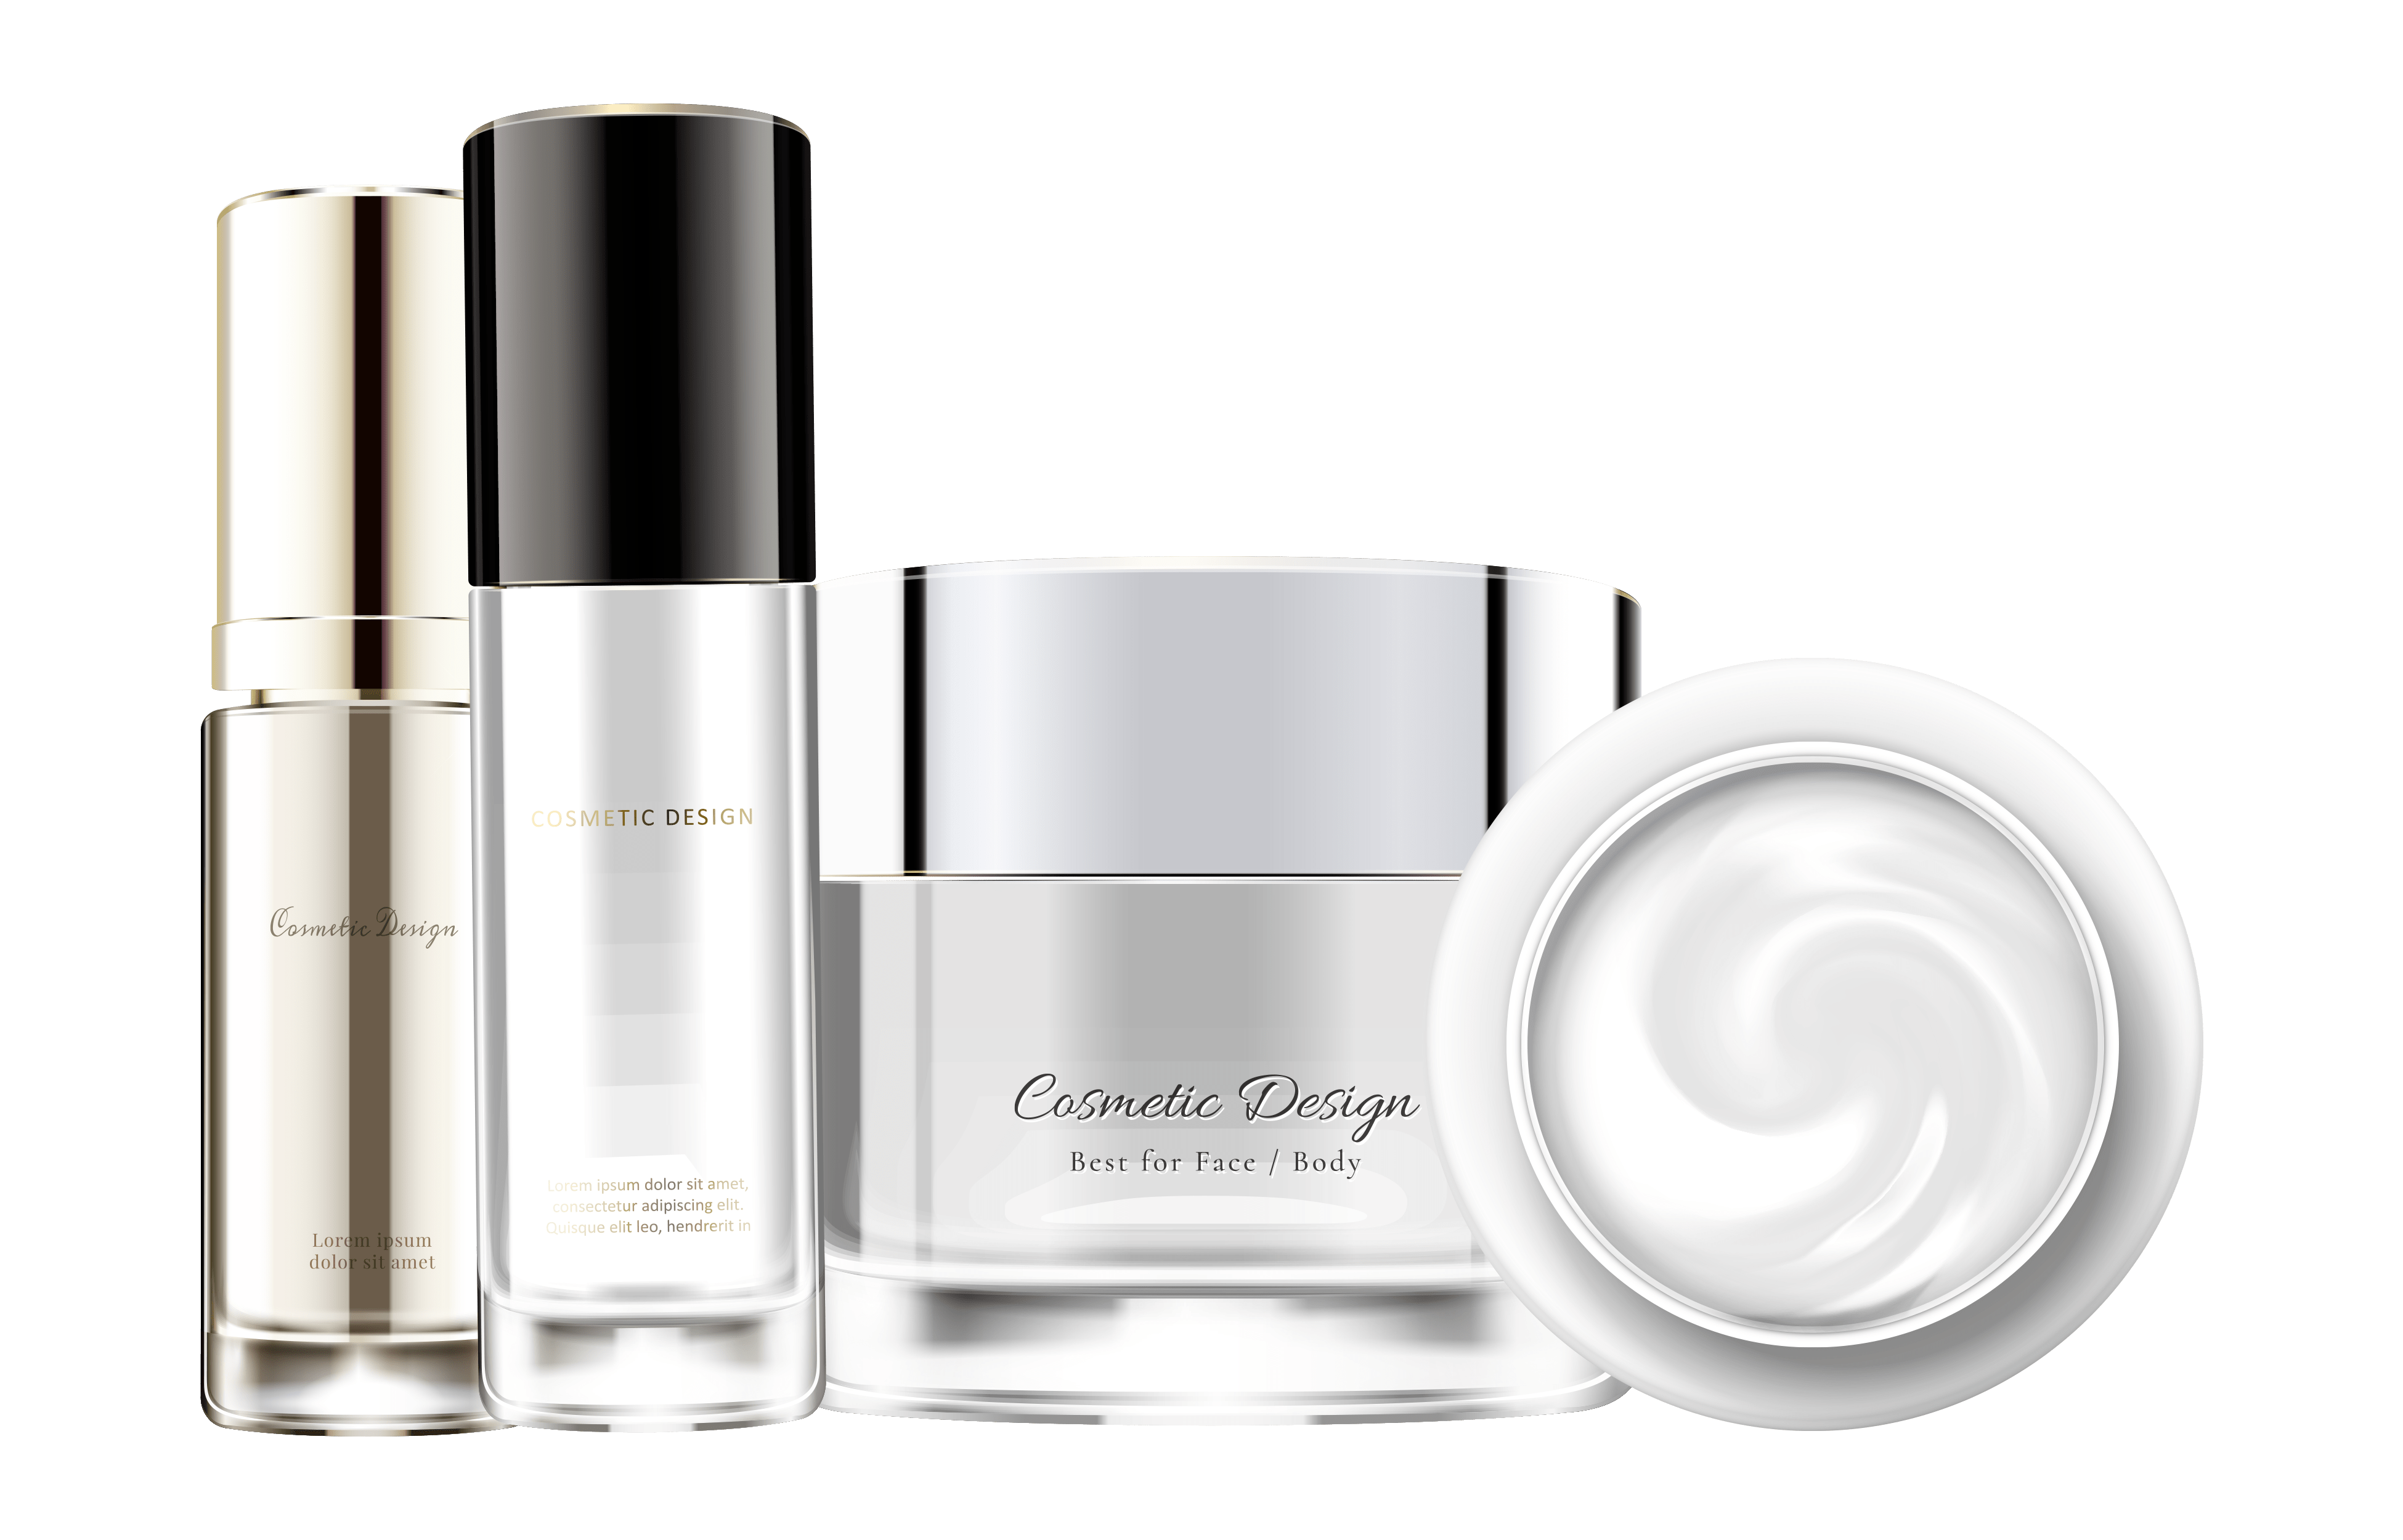 Cosmetic Design
Lorem ipsum
dolor sit amet
COSMETIC DESIGN
Lorem ipsum dolor sit amet,
consectetur adipiscing elit.
Quisque elit leo, hendrerit in
Cosmetic Design
Best for Face / Body